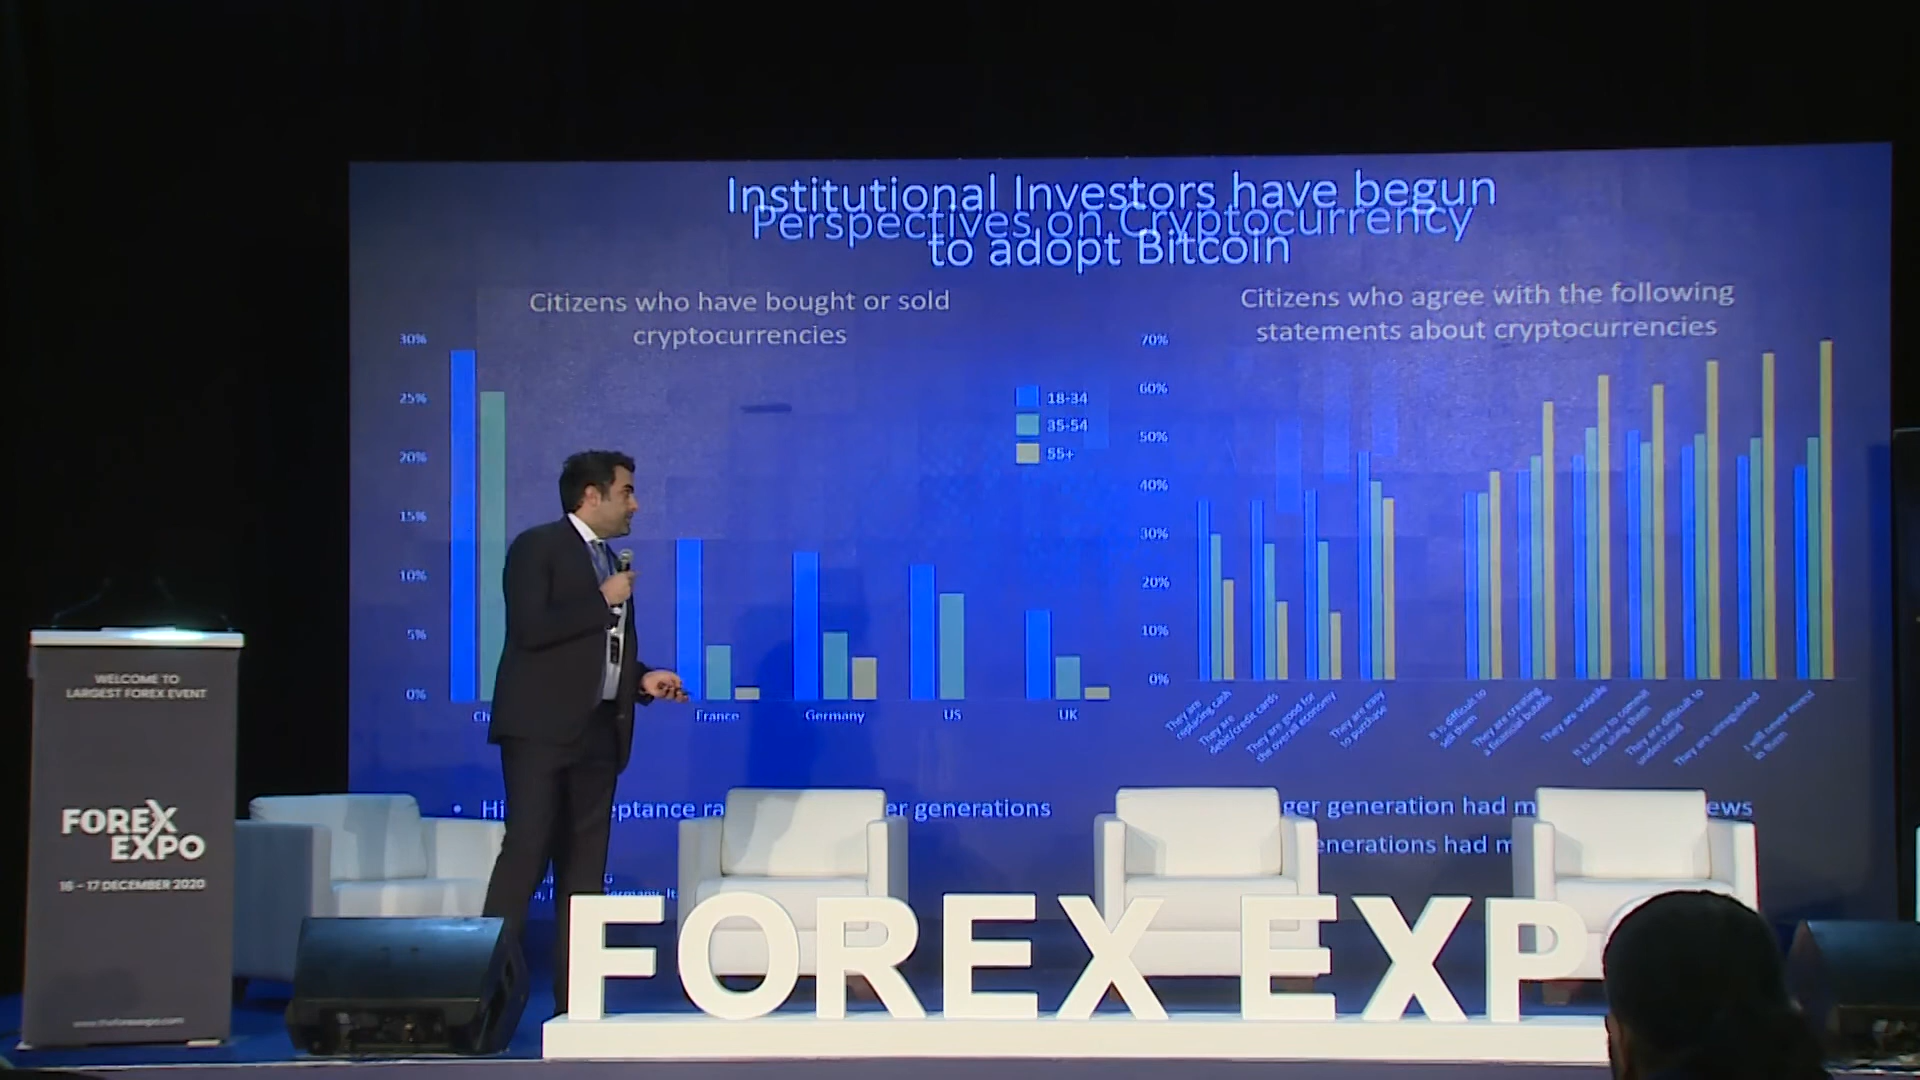 Institutional Investors have begun
Perspectives on Cryptocurrency
to adopt Bitcoin
Citizens who have bought or sold
cryptocurrencies
30%
25%
20%
15%
10%
5%
0%
18-34
35-54
55+
France
Germany
US
UK
Citizens who agree with the following
statements about cryptocurrencies
70%
60%
50%
40%
30%
20%
10%
0%
They are
replacing cash
They are
debit/credit cards
They are good for
the overall economy
They are easy
to purchase
It is difficult to
sell them
They are creating
a financial bubble
They are volatile
It is easy to commit
fraud using them
They are difficult to
understand
They are unregulated
I will never invest
in them
• generations
generation had
had
WELCOME TO
LARGEST FOREX EVENT
FOREX
EXPO
16 - 17 DECEMBER 2020
www.theforexexpo.com
FOREX EXP